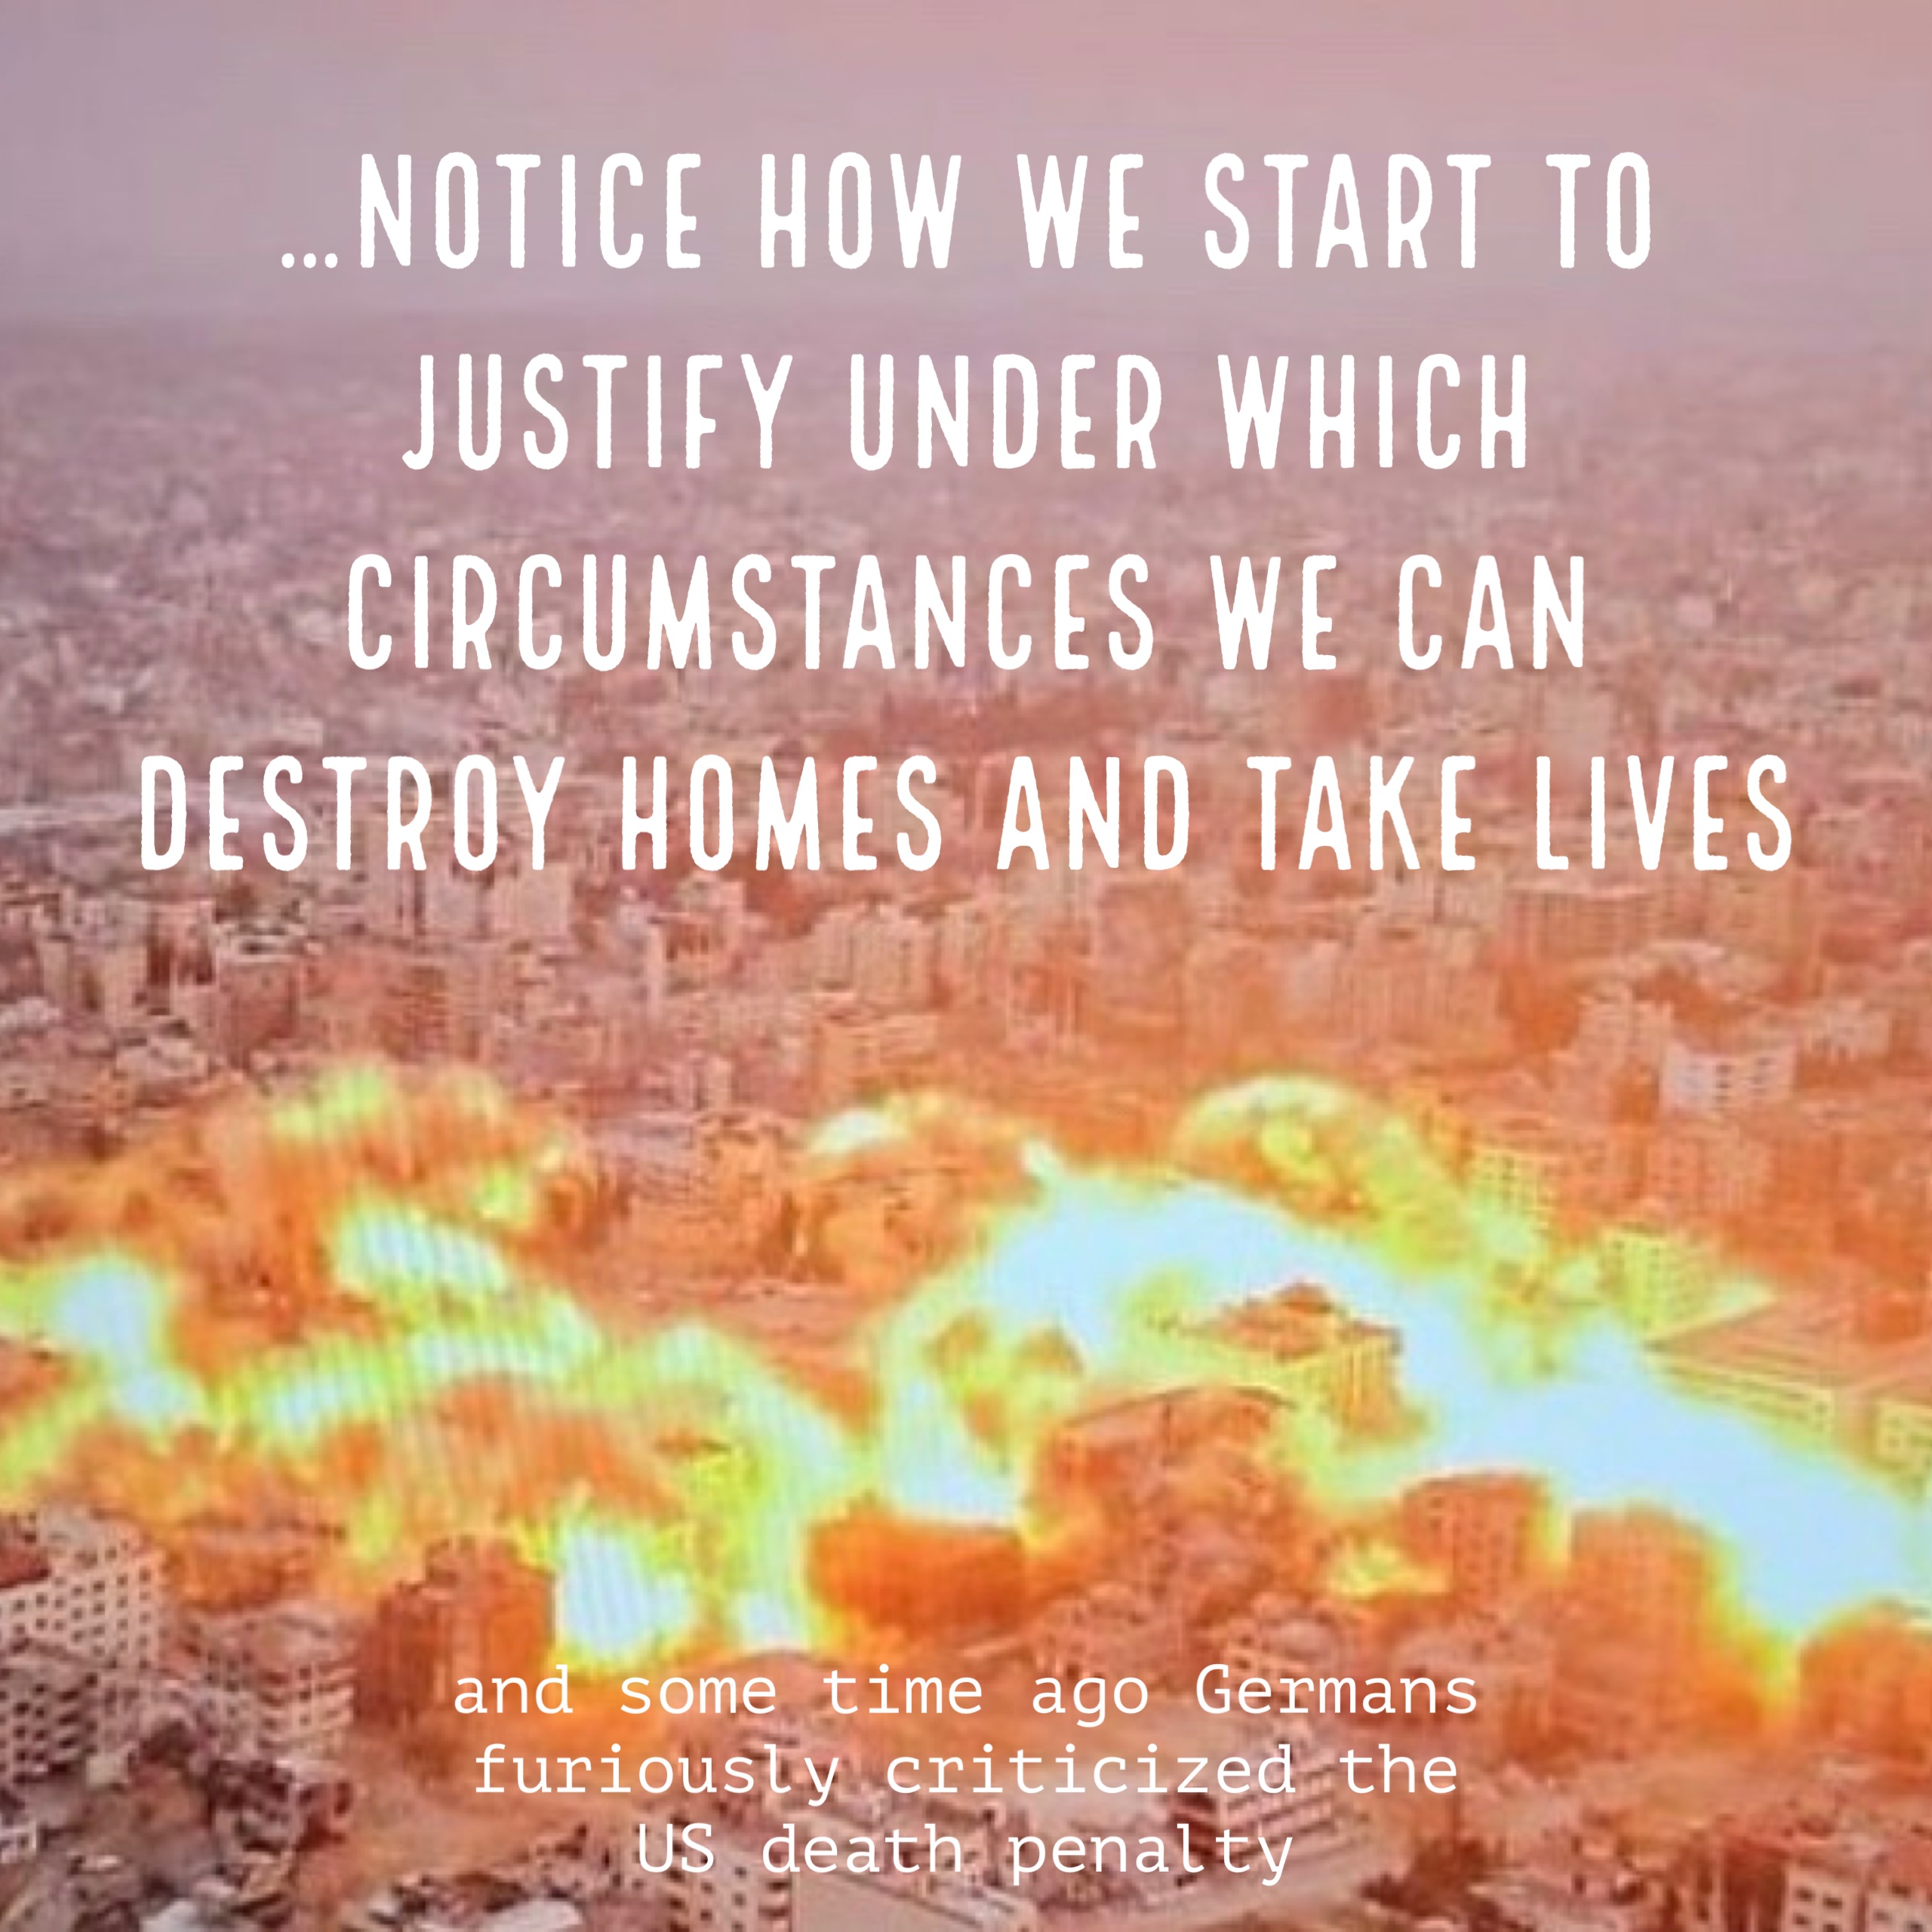 ...NOTICE HOW WE START TO
JUSTIFY UNDER WHICH
CIRCUMSTANCES WE CAN
DESTROY HOMES AND TAKE LIVES
and some time ago Germans
furiously criticized the
US death penalty